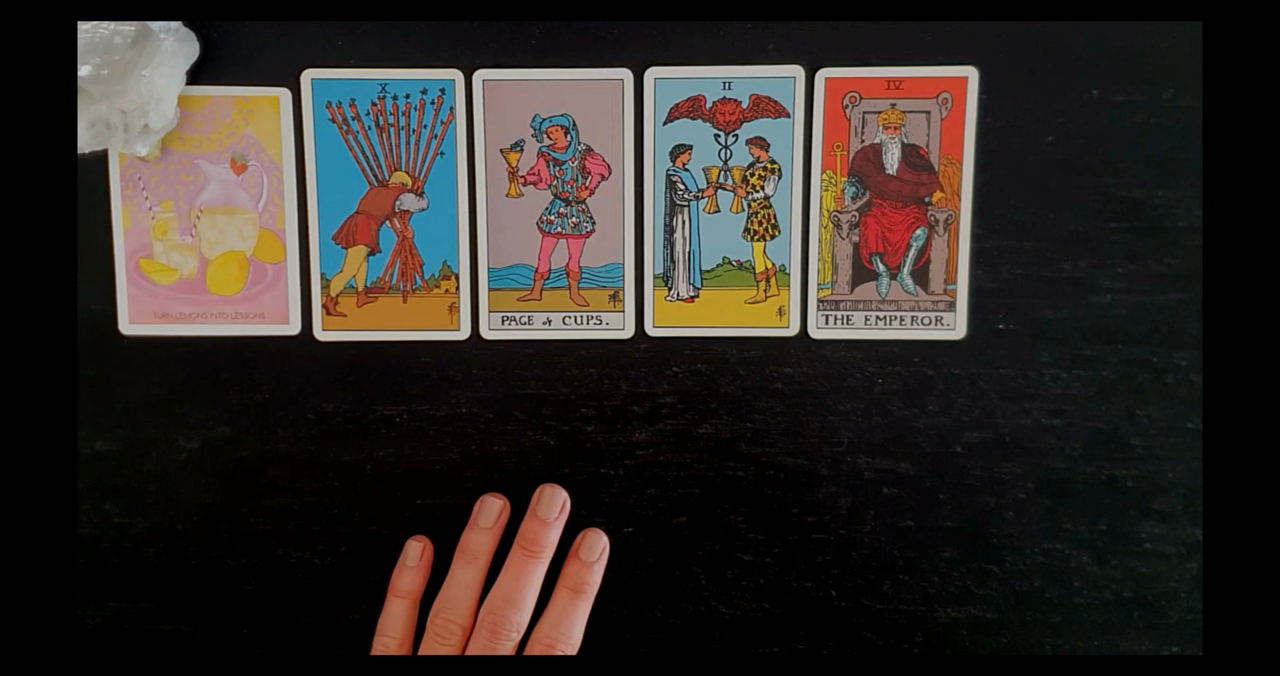 TURN LEMONS INTO LESSONS
X
PAGE of CUPS.
II
IV
THE EMPEROR.